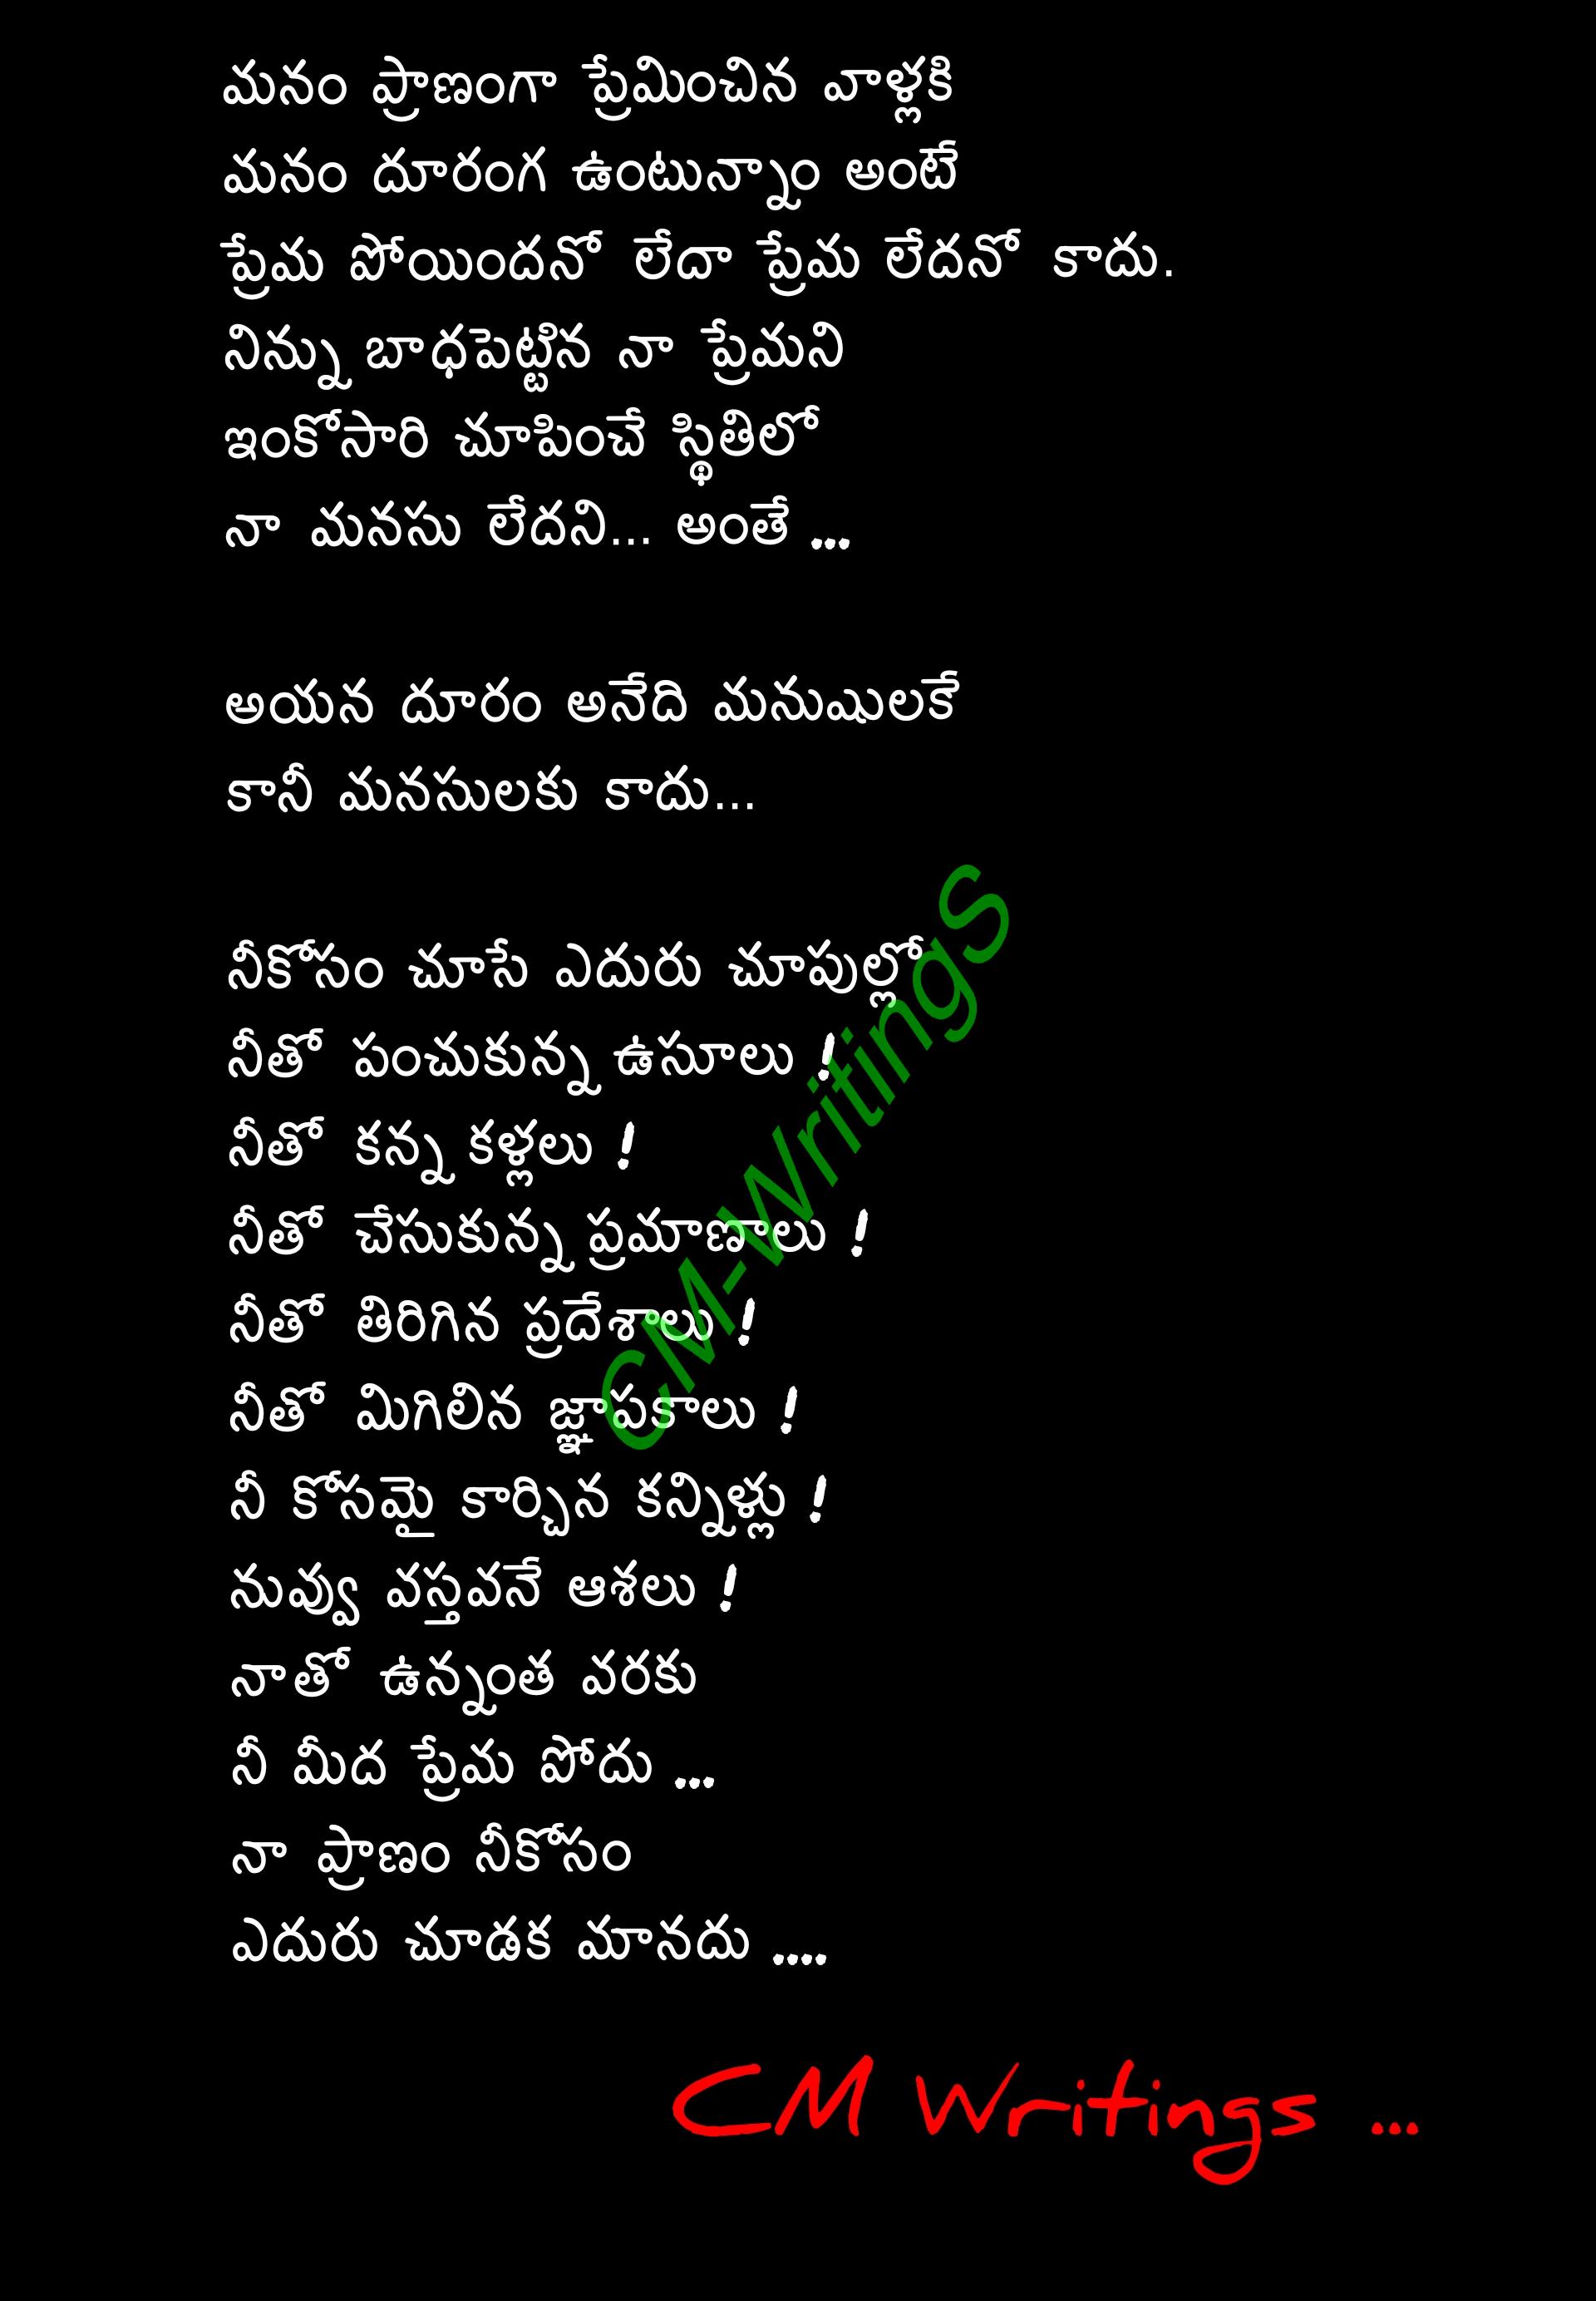 మనం ప్రాణంగా ప్రేమించిన వాళ్లకి
మనం దూరంగ ఉంటున్నాం అంటే
ప్రేమ పోయిందనో లేదా ప్రేమ లేదనో కాదు.
నిన్ను బాధపెట్టిన నా ప్రేమని
ఇంకోసారి చూపించే స్థితిలో
నా మనసు లేదని... అంతే ...
అయన దూరం అనేది మనుషులకే
కానీ మనసులకు కాదు...
నీకోసం చూసే ఎదురు చూపుల్లో
నీతో పంచుకున్న ఉసూలు !
నీతో కన్న కళ్లలు !
నీతో చేసుకున్న ప్రమాణాలు !
నీతో తిరిగిన ప్రదేశాలు !
నీతో మిగిలిన జ్ఞాపకాలు !
నీ కోసమై కార్చిన కన్నిళ్లు !
నువ్వు వస్తవనే ఆశలు !
నాతో ఉన్నంత వరకు
నీ మీద ప్రేమ పోదు ...
నా ప్రాణం నీకోసం
ఎదురు చూడక మానదు ....
CM-Writings
CM Writings ...